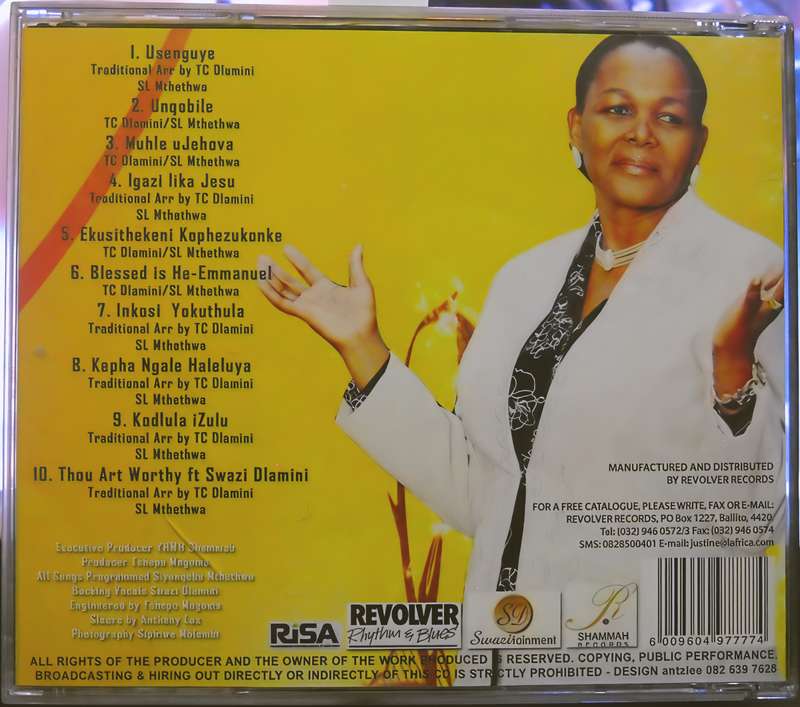 1. Usenguye
Traditional Arr by TC Dlamini
SL Mthethwa
2. Unqobile
TC Dlamini/SL Mthethwa
3. Muhle uJehova
TC Dlamini/SL Mthethwa
4. Igazi lika Jesu
Traditional Arr by TC Dlamini
SL Mthethwa
5. Ekusithekeni Kophezukonke
TC Dlamini/SL Mthethwa
6. Blessed is He-Emmanuel
TC Dlamini/SL Mthethwa
7. Inkosi Yokuthula
Traditional Arr by TC Dlamini
SL Mthethwa
8. Kepha Ngale Haleluya
Traditional Arr by TC Dlamini
SL Mthethwa
9. Kodlula iZulu
Traditional Arr by TC Dlamini
SL Mthethwa
10. Thou Art Worthy ft Swazi Dlamini
Traditional Arr by TC Dlamini
SL Mthethwa
Executive Producer Shammah
Producer Tshepo
All Songs Programmed Siyongela Mthethwa
Backing Vocals Swazi Dlamini
Engineered by Tshepo
Sleeve by Anthony Cox
Photography Siphiwe
MANUFACTURED AND DISTRIBUTED
BY REVOLVER RECORDS
FOR A FREE CATALOGUE, PLEASE WRITE, FAX OR E-MAIL:
REVOLVER RECORDS, PO Box 1227, Ballito, 4420
Tel: (032) 946 0572/3 Fax: (032) 946 0574
SMS: 0828500401 E-mail: justine@lafrica.com
RiSA
REVOLVER
Rhythm & Blues
SD
Swazitainment
R
SHAMMAH
RECORDS
6 009604 977774
ALL RIGHTS OF THE PRODUCER AND THE OWNER OF THE WORK PRODUCED IS RESERVED. COPYING, PUBLIC PERFORMANCE,
BROADCASTING & HIRING OUT DIRECTLY OR INDIRECTLY OF THIS CD IS STRICTLY PROHIBITED - DESIGN antzlee 082 639 7628